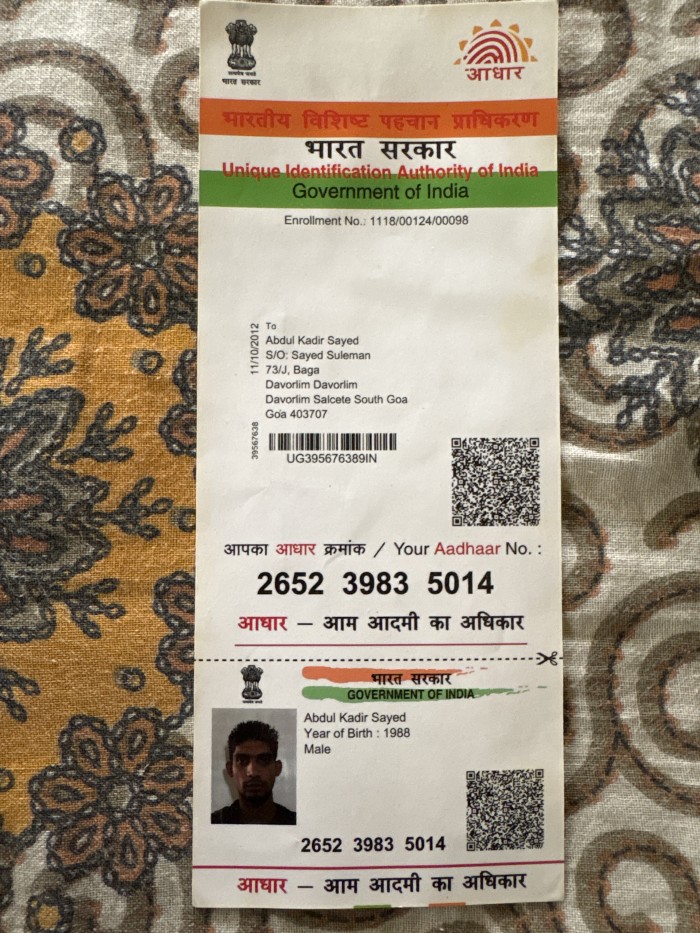 भारत सरकार
आधार
भारतीय विशिष्ट पहचान प्राधिकरण
भारत सरकार
Unique Identification Authority of India
Government of India
Enrollment No.: 1118/00124/00098
11/10/2012
To
Abdul Kadir Sayed
S/O: Sayed Suleman
73/J, Baga
Davorlim Davorlim
Davorlim Salcete South Goa
Goa 403707
39567638
UG395676389IN
आपका आधार क्रमांक / Your Aadhaar No. :
2652 3983 5014
आधार — आम आदमी का अधिकार
भारत सरकार
GOVERNMENT OF INDIA
Abdul Kadir Sayed
Year of Birth : 1988
Male
2652 3983 5014
आधार — आम आदमी का अधिकार